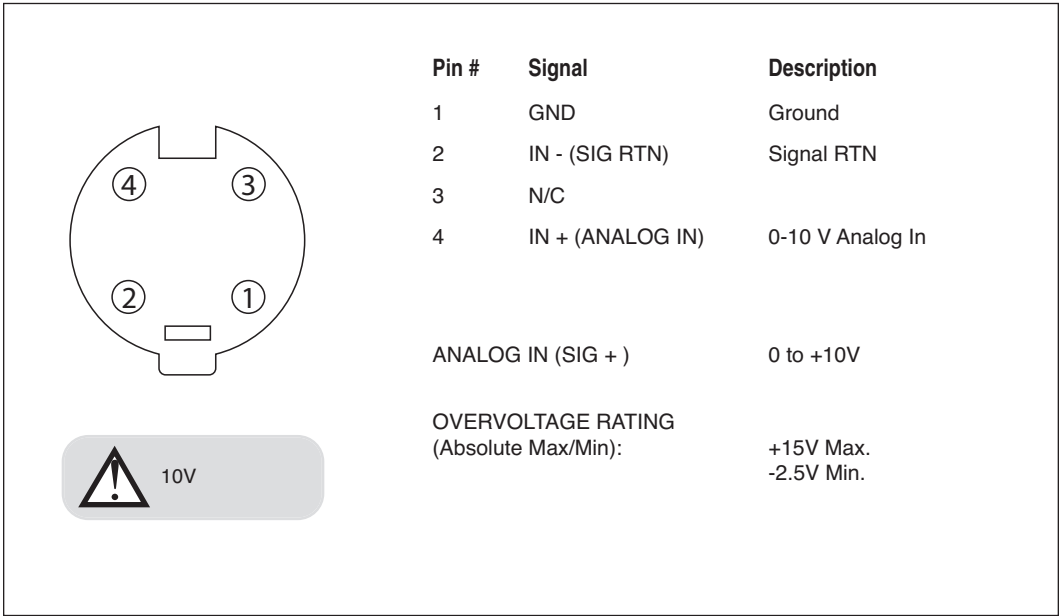 Pin # Signal Description
1 GND Ground
2 IN - (SIG RTN) Signal RTN
3 N/C
4 IN + (ANALOG IN) 0-10 V Analog In
4 3
2 1
ANALOG IN (SIG + ) 0 to +10V
OVERVOLTAGE RATING
(Absolute Max/Min): +15V Max.
-2.5V Min.
10V